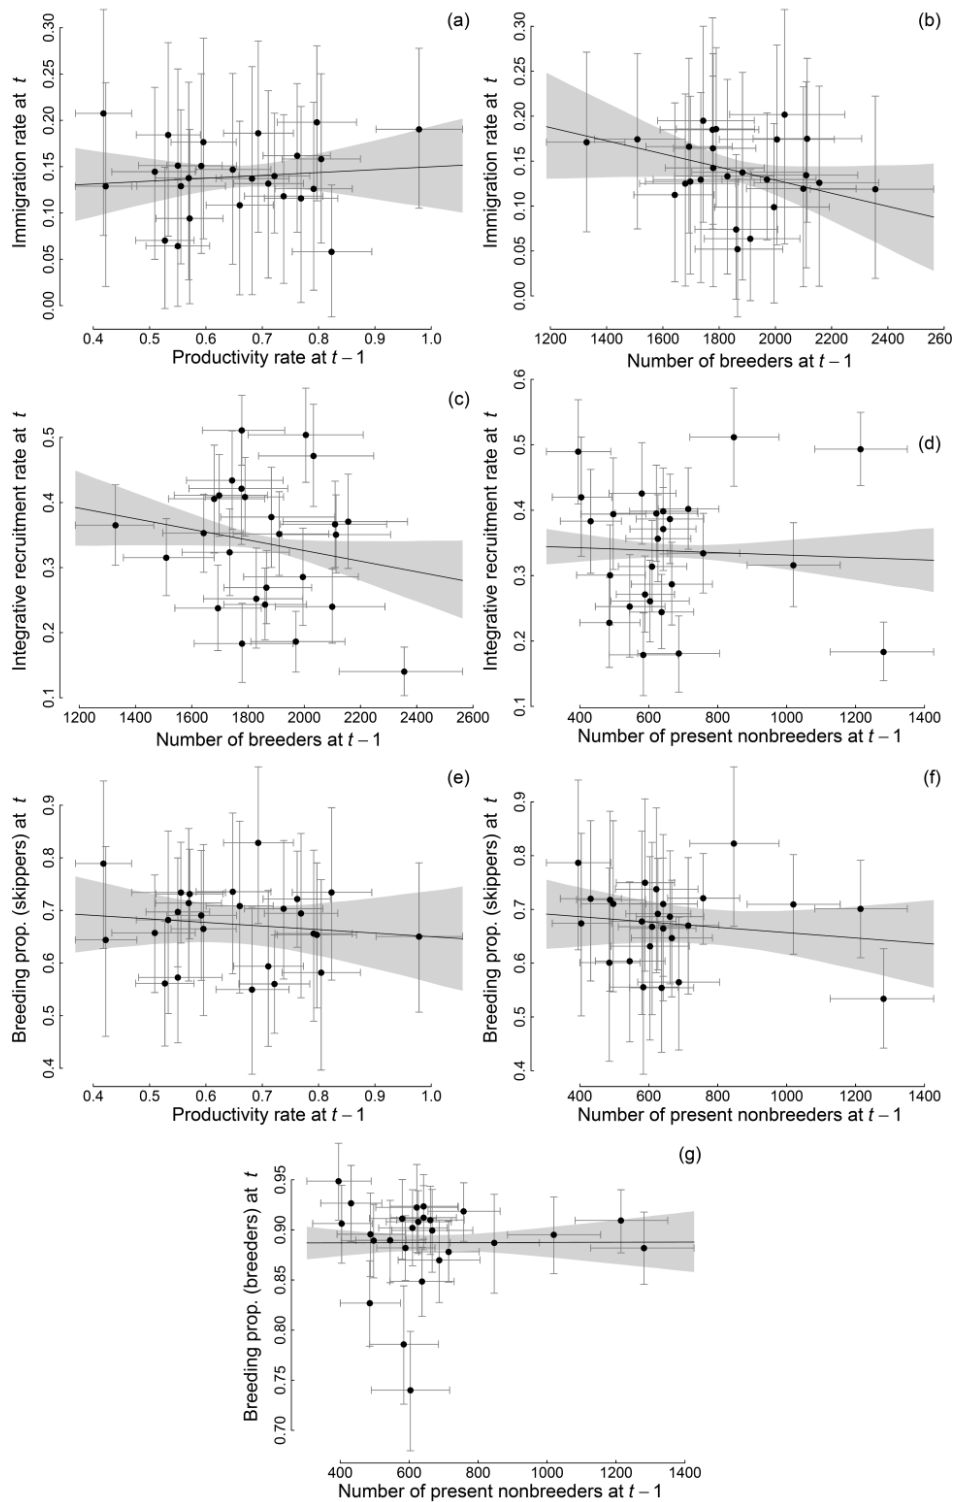 (a)
Immigration rate at t
0.00 0.05 0.10 0.15 0.20 0.25 0.30
0.4 0.5 0.6 0.7 0.8 0.9 1.0
Productivity rate at t – 1
(b)
Immigration rate at t
0.00 0.05 0.10 0.15 0.20 0.25 0.30
1200 1400 1600 1800 2000 2200 2400 260
Number of breeders at t – 1
(c)
Integrative recruitment rate at t
0.1 0.2 0.3 0.4 0.5
1200 1400 1600 1800 2000 2200 2400 2600
Number of breeders at t – 1
(d)
Integrative recruitment rate at t
0.1 0.2 0.3 0.4 0.5 0.6
400 600 800 1000 1200 1400
Number of present nonbreeders at t – 1
(e)
Breeding prop. (skippers) at t
0.4 0.5 0.6 0.7 0.8 0.9
0.4 0.5 0.6 0.7 0.8 0.9 1.0
Productivity rate at t – 1
(f)
Breeding prop. (skippers) at t
0.4 0.5 0.6 0.7 0.8 0.9
400 600 800 1000 1200 1400
Number of present nonbreeders at t – 1
(g)
Breeding prop. (breeders) at t
0.70 0.75 0.80 0.85 0.90 0.95
400 600 800 1000 1200 1400
Number of present nonbreeders at t – 1